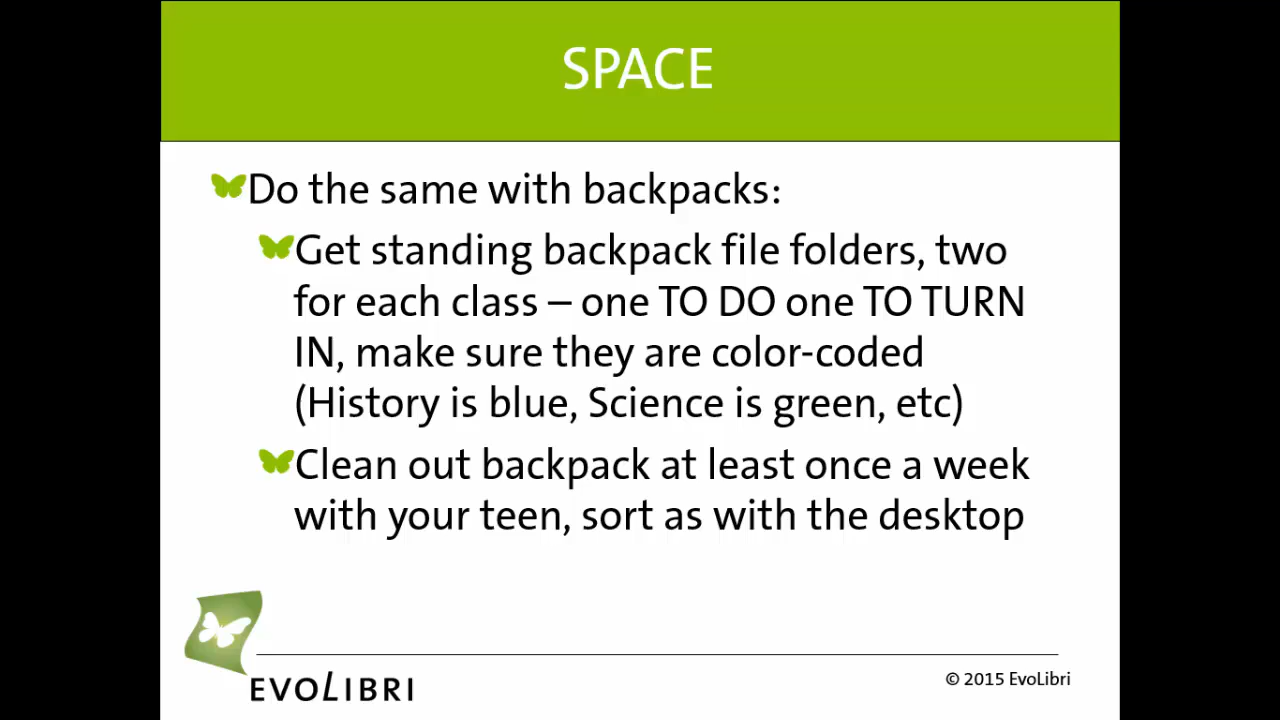 SPACE
Do the same with backpacks:
Get standing backpack file folders, two
for each class – one TO DO one TO TURN
IN, make sure they are color-coded
(History is blue, Science is green, etc)
Clean out backpack at least once a week
with your teen, sort as with the desktop
EVOLIBRI
© 2015 EvoLibri